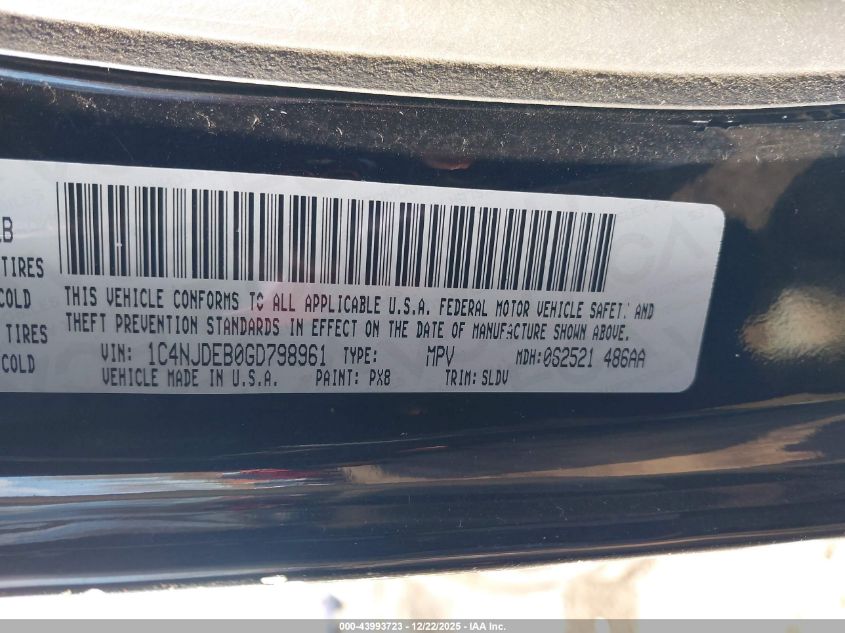 LB
TIRES
COLD
TIRES
COLD
THIS VEHICLE CONFORMS TO ALL APPLICABLE U.S.A. FEDERAL MOTOR VEHICLE SAFETY AND
THEFT PREVENTION STANDARDS IN EFFECT ON THE DATE OF MANUFACTURE SHOWN ABOVE.
VIN: 1C4NJDEB0GD798961 TYPE: MPV MDH:062521 486AA
VEHICLE MADE IN U.S.A. PAINT: PX8 TRIM: SLDV
000-43993723 - 12/22/2025 - IAA Inc.